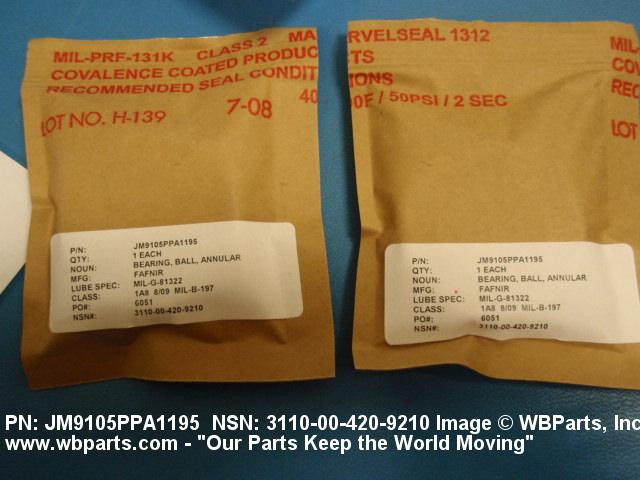 MIL-PRF-131K CLASS 2 MA
COVALENCE COATED PRODUC
RECOMMENDED SEAL CONDIT
40
LOT NO. H-139 7-08
P/N: JM9105PPA1195
QTY: 1 EACH
NOUN: BEARING, BALL, ANNULAR
MFG: FAFNIR
LUBE SPEC: MIL-G-81322
CLASS: 1A8 8/09 MIL-B-197
PO#: 6051
NSN#: 3110-00-420-9210
RVELSEAL 1312
TS
IONS
0F / 50PSI / 2 SEC
MIL
COV
REC
LOT
P/N: JM9105PPA1195
QTY: 1 EACH
NOUN: BEARING, BALL, ANNULAR
MFG: FAFNIR
LUBE SPEC: MIL-G-81322
CLASS: 1A8 8/09 MIL-B-197
PO#: 6051
NSN#: 3110-00-420-9210
PN: JM9105PPA1195 NSN: 3110-00-420-9210 Image © WBParts, Inc
www.wbparts.com - "Our Parts Keep the World Moving"